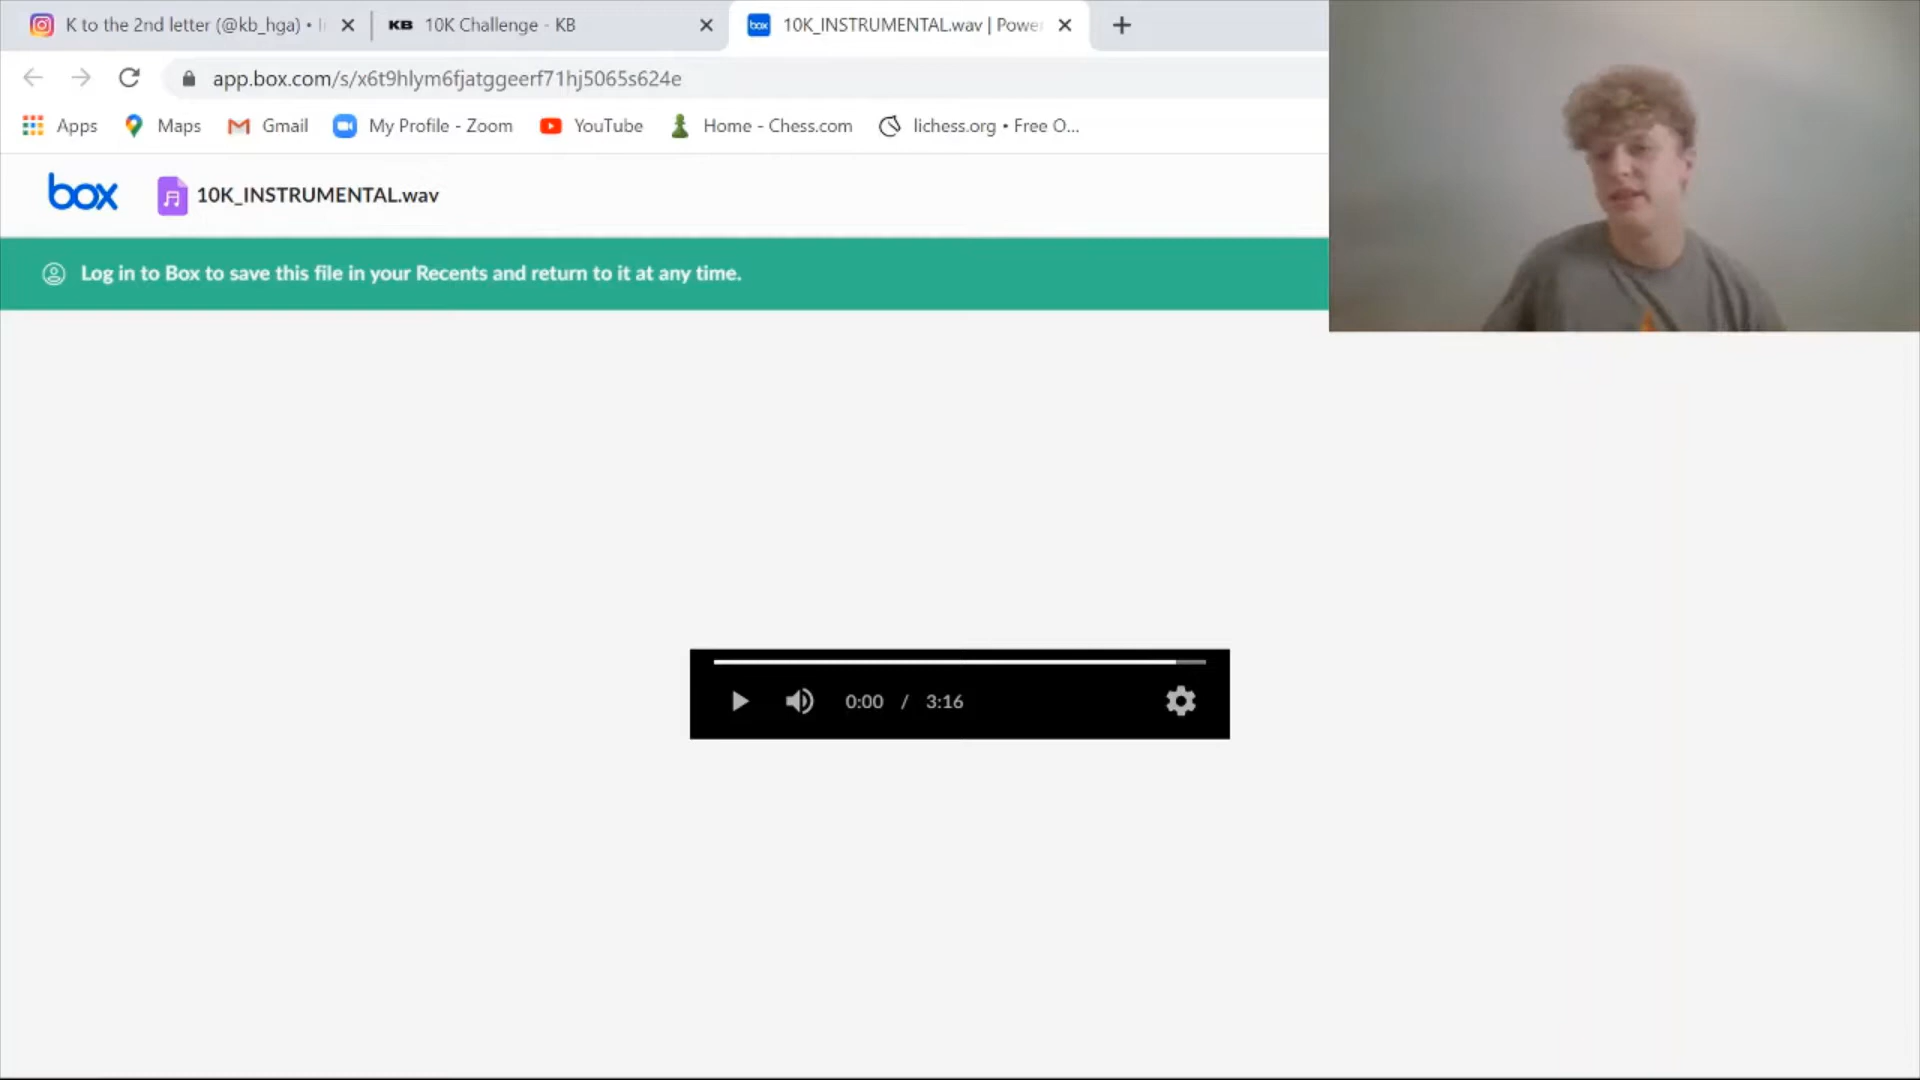 K to the 2nd letter (@kb_hga) •
KB 10K Challenge - KB
box 10K_INSTRUMENTAL.wav | Power
app.box.com/s/x6t9hlym6fjatggeerf71hj5065s624e
Apps Maps Gmail My Profile - Zoom YouTube Home - Chess.com lichess.org • Free O...
box 10K_INSTRUMENTAL.wav
Log in to Box to save this file in your Recents and return to it at any time.
0:00 / 3:16